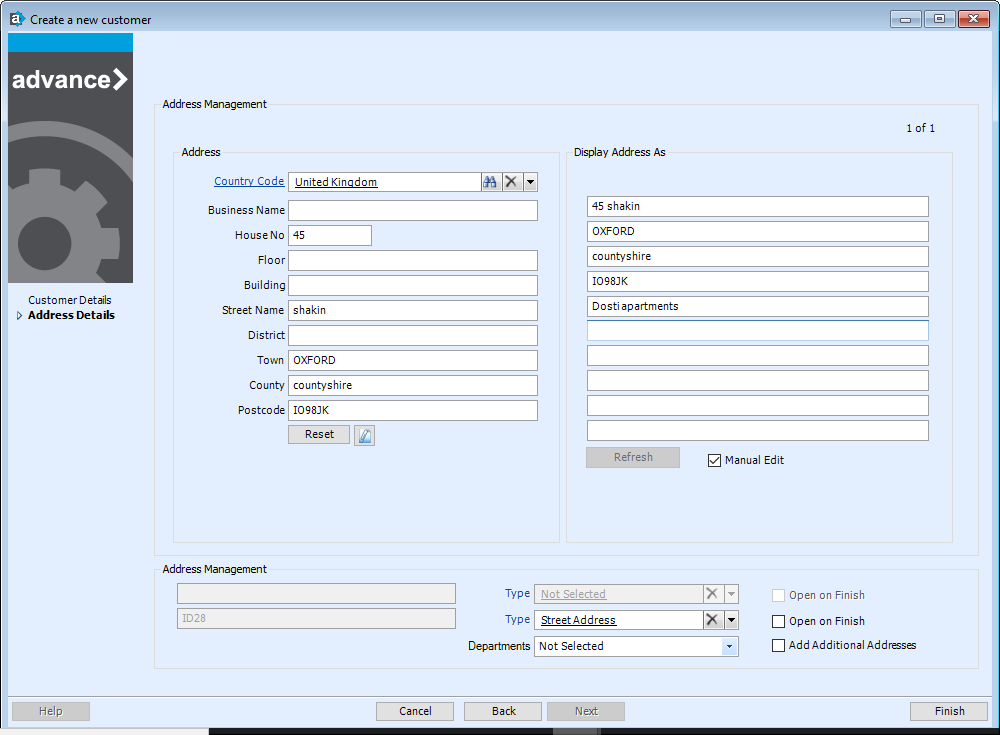 Create a new customer
advance
Customer Details
Address Details
Address Management
1 of 1
Address
Country Code United Kingdom
Business Name
House No 45
Floor
Building
Street Name shakin
District
Town OXFORD
County countyshire
Postcode IO98JK
Reset
Display Address As
45 shakin
OXFORD
countyshire
IO98JK
Dosti apartments
Refresh Manual Edit
Address Management
Type Not Selected Open on Finish
ID28 Type Street Address Open on Finish
Departments Not Selected Add Additional Addresses
Help Cancel Back Next Finish